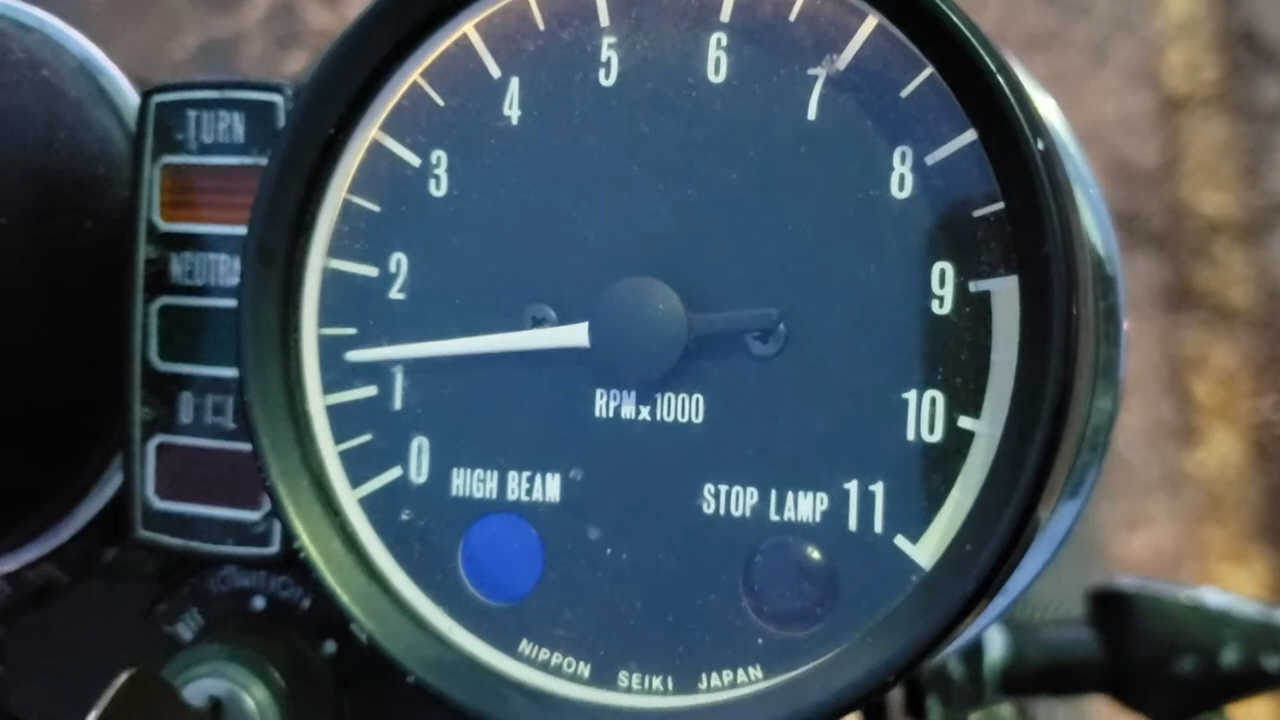 TURN
NEUTRA
OIL
IGNITION
OFF
5
6
4
7
3
8
2
9
1
RPMx1000
10
0
HIGH BEAM
STOP LAMP
11
NIPPON SEIKI JAPAN